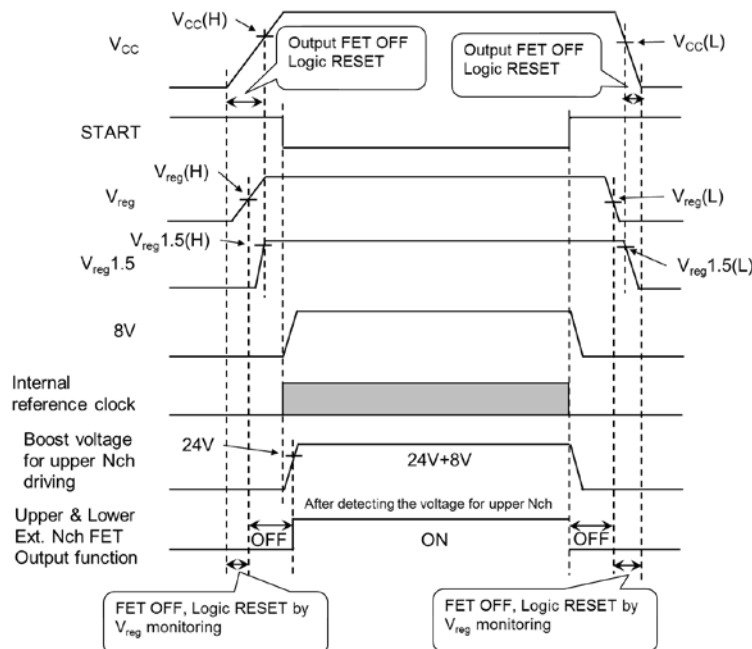 VCC(H)
VCC
Output FET OFF
Logic RESET
Output FET OFF
Logic RESET
VCC(L)
START
Vreg(H)
Vreg
Vreg(L)
Vreg1.5(H)
Vreg1.5
Vreg1.5(L)
8V
Internal
reference clock
Boost voltage
for upper Nch
driving
24V
24V+8V
After detecting the voltage for upper Nch
Upper & Lower
Ext. Nch FET
Output function
OFF
ON
OFF
FET OFF, Logic RESET by
Vreg monitoring
FET OFF, Logic RESET by
Vreg monitoring